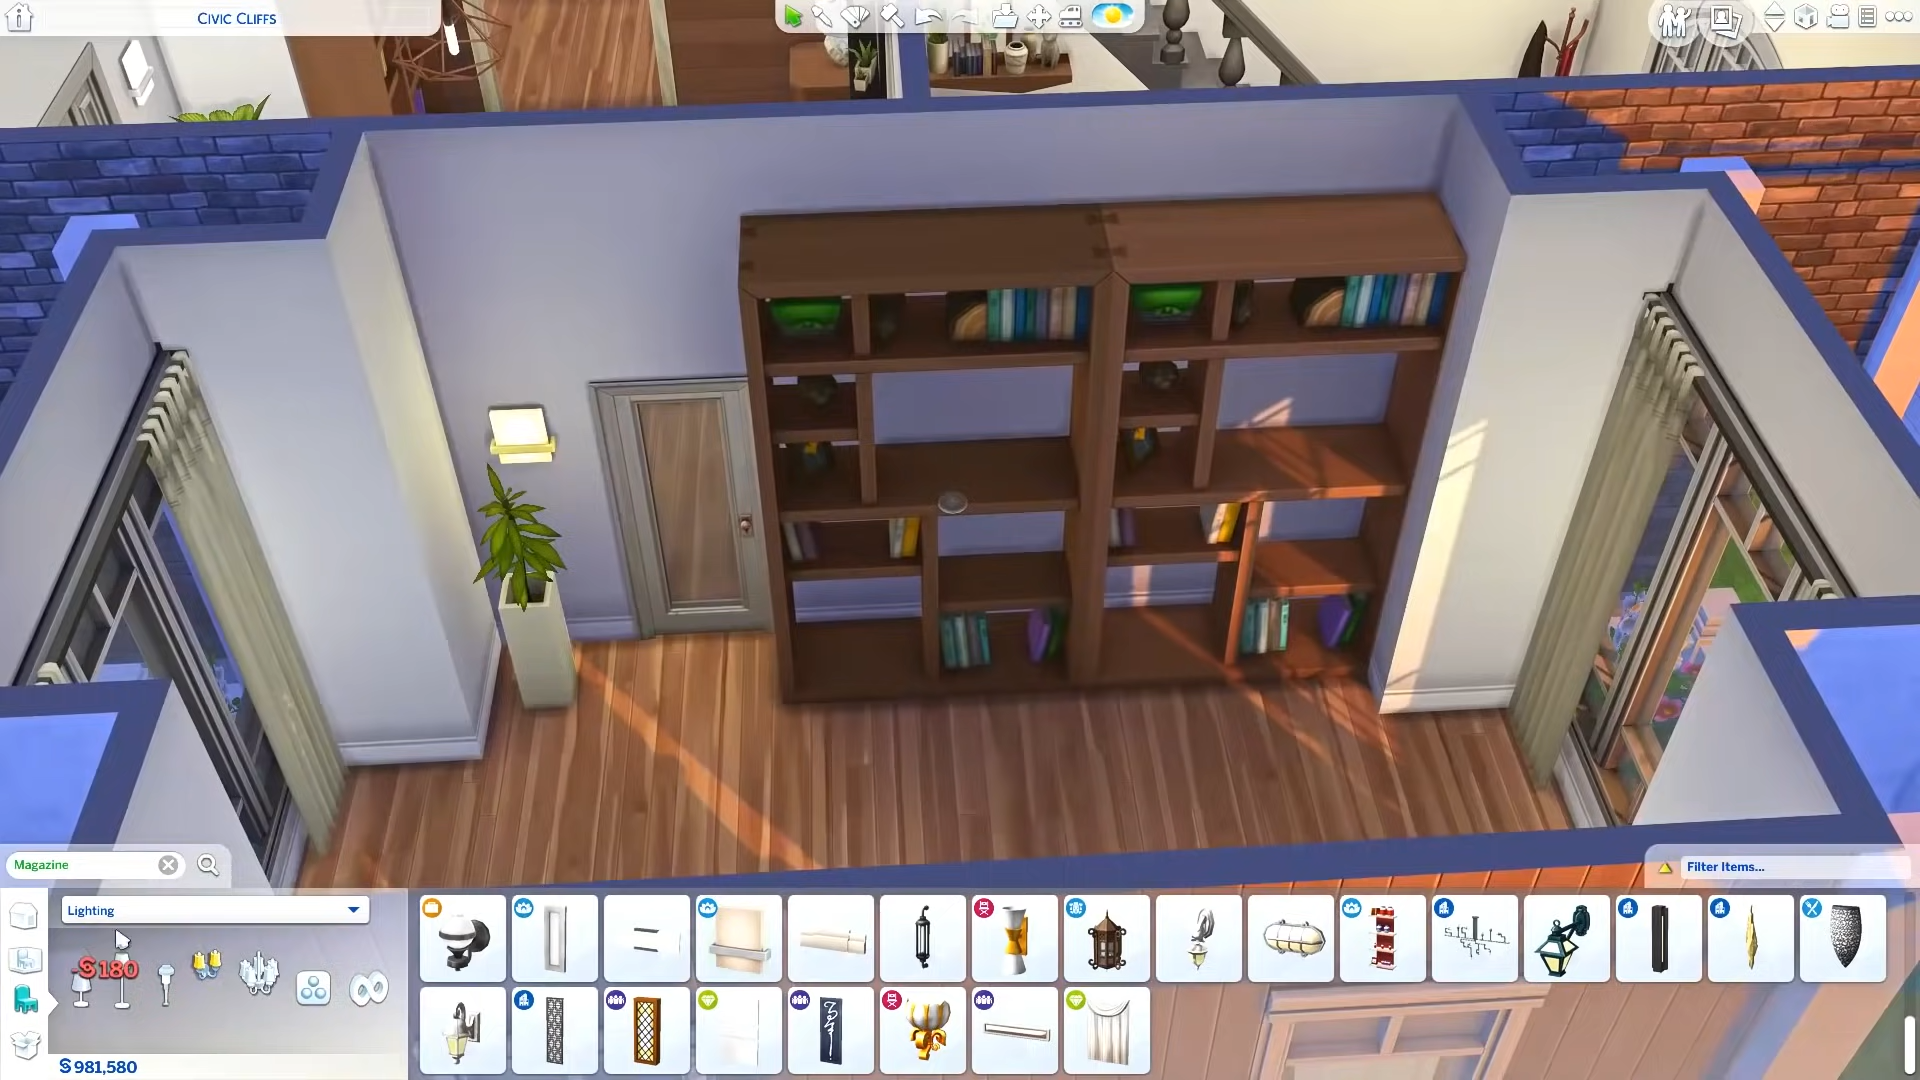 Civic Cliffs
Magazine
Filter Items...
Lighting
-§180
§981,580